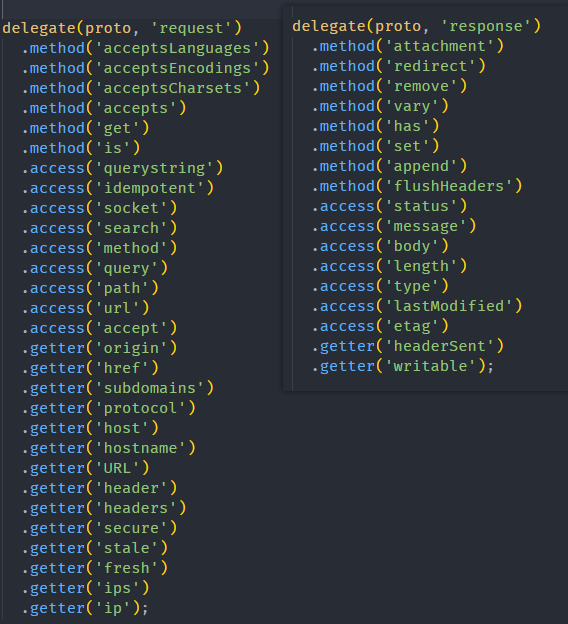 delegate(proto, 'request')
.method('acceptsLanguages')
.method('acceptsEncodings')
.method('acceptsCharsets')
.method('accepts')
.method('get')
.method('is')
.access('querystring')
.access('idempotent')
.access('socket')
.access('search')
.access('method')
.access('query')
.access('path')
.access('url')
.access('accept')
.getter('origin')
.getter('href')
.getter('subdomains')
.getter('protocol')
.getter('host')
.getter('hostname')
.getter('URL')
.getter('header')
.getter('headers')
.getter('secure')
.getter('stale')
.getter('fresh')
.getter('ips')
.getter('ip');
delegate(proto, 'response')
.method('attachment')
.method('redirect')
.method('remove')
.method('vary')
.method('has')
.method('set')
.method('append')
.method('flushHeaders')
.access('status')
.access('message')
.access('body')
.access('length')
.access('type')
.access('lastModified')
.access('etag')
.getter('headerSent')
.getter('writable');